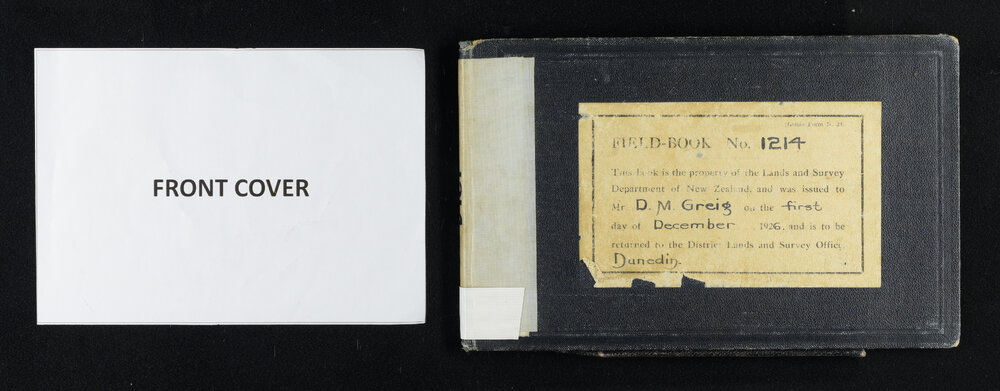 FRONT COVER
FIELD-BOOK No. 1214
This book is the property of the Lands and Survey
Department of New Zealand, and was issued to
Mr. D. M. Greig on the first
day of December 1926, and is to be
returned to the District Lands and Survey Office,
Dunedin.